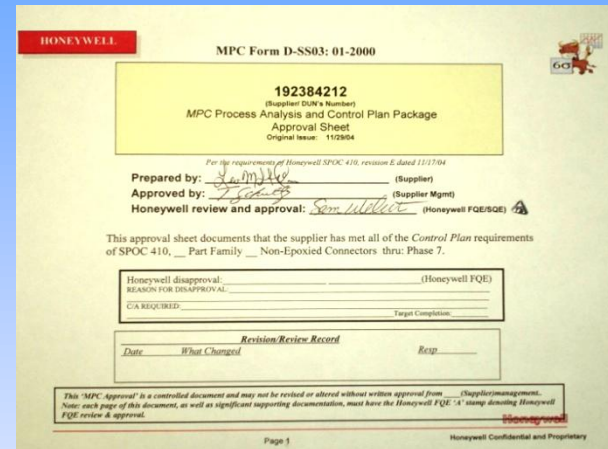 HONEYWELL
MPC Form D-SS03: 01-2000
6σ
192384212
(Supplier/ DUN's Number)
MPC Process Analysis and Control Plan Package
Approval Sheet
Original Issue: 11/29/04
Per the requirements of Honeywell SPOC 410, revision E dated 11/17/04
Prepared by: (Supplier)
Approved by: (Supplier Mgmt)
Honeywell review and approval: Sam (Honeywell FQE/SQE)
This approval sheet documents that the supplier has met all of the Control Plan requirements
of SPOC 410, __ Part Family __ Non-Epoxied Connectors thru: Phase 7.
Honeywell disapproval: (Honeywell FQE)
REASON FOR DISAPPROVAL:
C/A REQUIRED:
Target Completion:
Revision/Review Record
Date What Changed Resp
This 'MPC Approval' is a controlled document and may not be revised or altered without written approval from ____(Supplier)management..
Note: each page of this document, as well as significant supporting documentation, must have the Honeywell FQE 'A' stamp denoting Honeywell
FQE review & approval.
Honeywell
Page 1
Honeywell Confidential and Proprietary